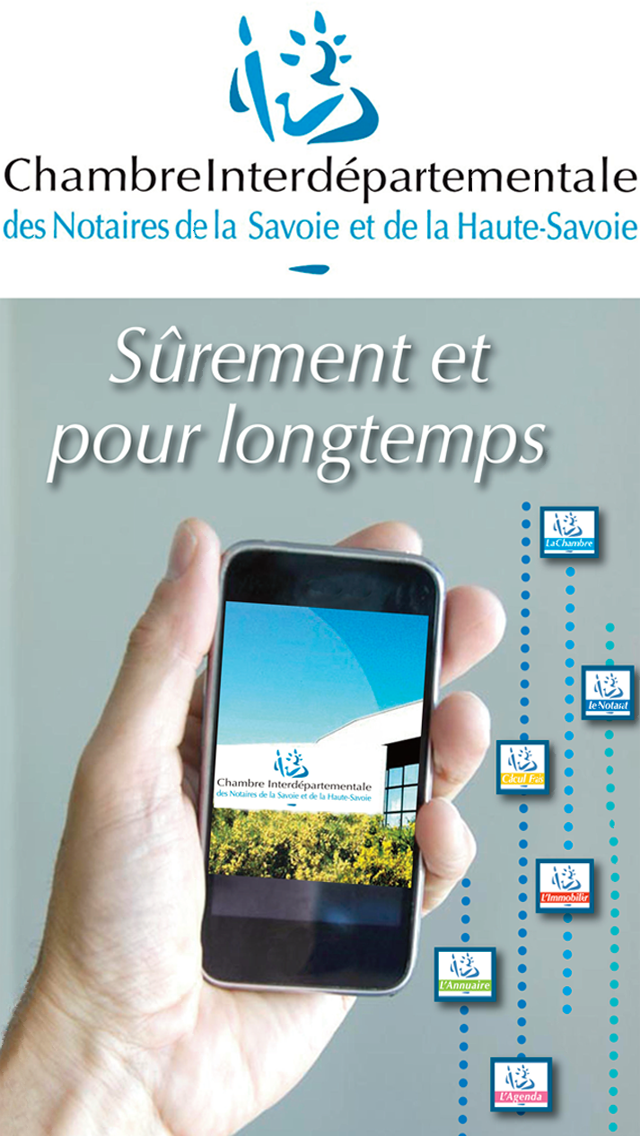 ChambreInterdépartementale
des Notaires de la Savoie et de la Haute-Savoie
Sûrement et
pour longtemps
La Chambre
le Notariat
Chambre Interdépartementale
des Notaires de la Savoie et de la Haute-Savoie
Calcul Frais
L'Immobilier
L'Annuaire
L'Agenda